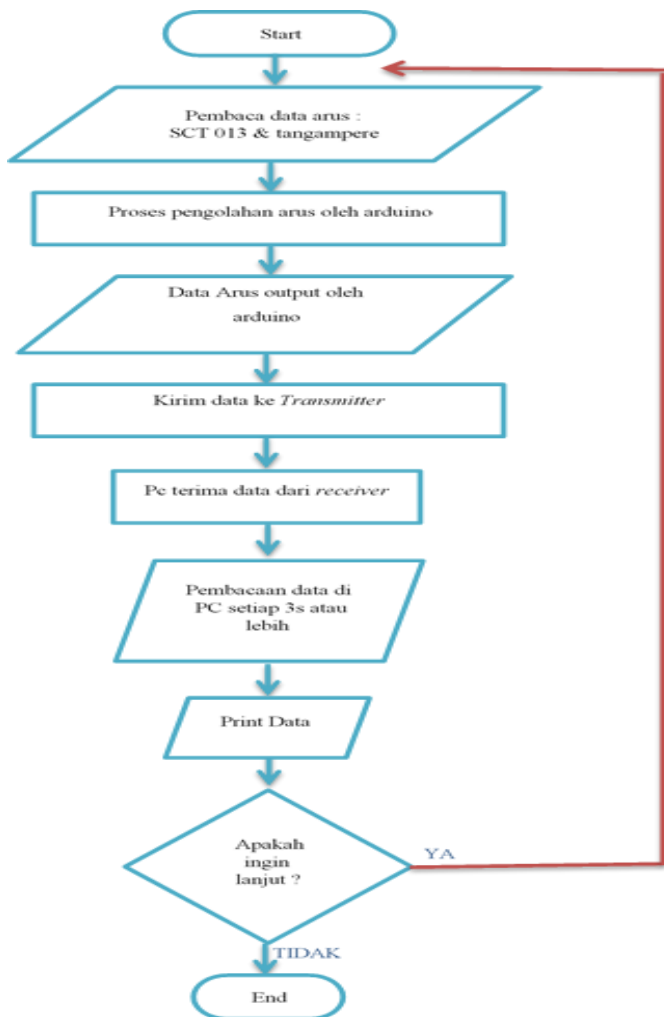 Start
Pembaca data arus :
SCT 013 & tangampere
Proses pengolahan arus oleh arduino
Data Arus output oleh
arduino
Kirim data ke Transmitter
Pc terima data dari receiver
Pembacaan data di
PC setiap 3s atau
lebih
Print Data
Apakah
ingin
lanjut ?
YA
TIDAK
End